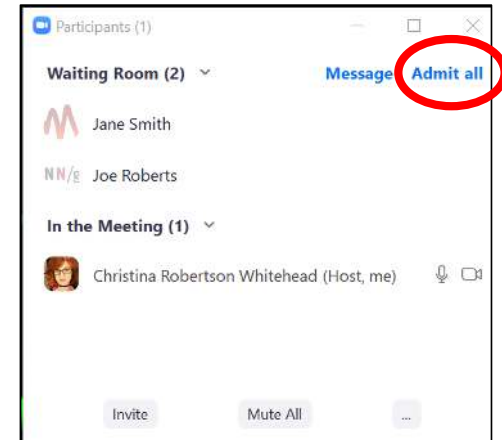 Participants (1)
Waiting Room (2) Message Admit all
Jane Smith
NN/g Joe Roberts
In the Meeting (1)
Christina Robertson Whitehead (Host, me)
Invite Mute All ...